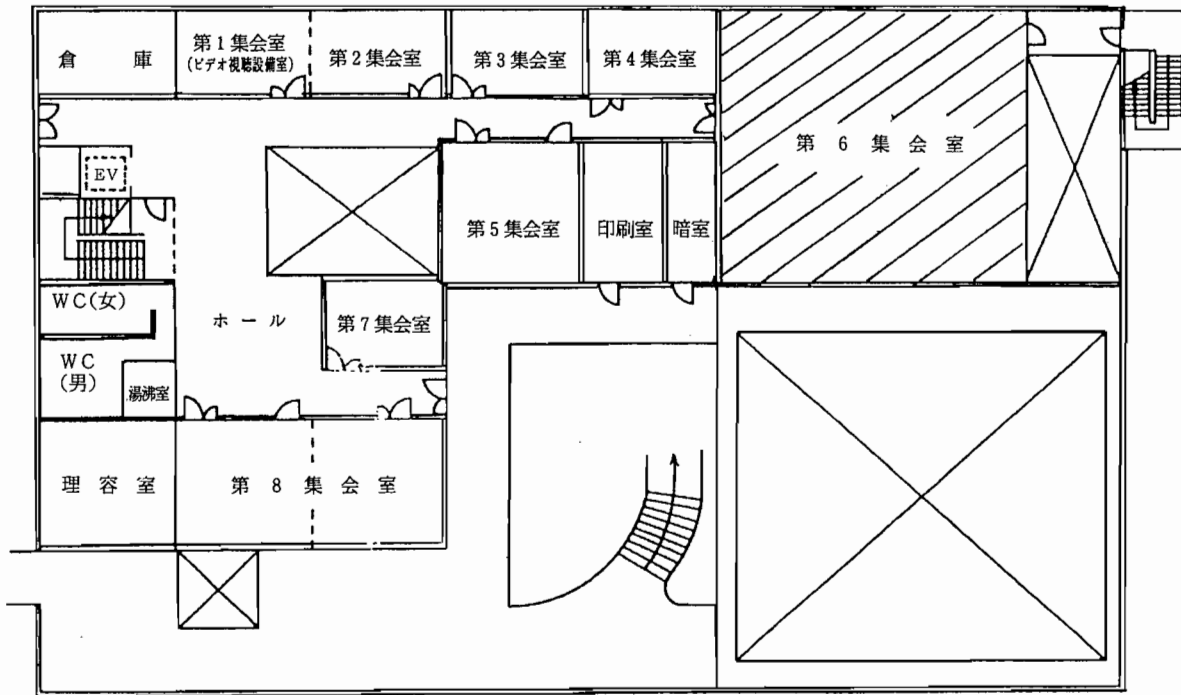 倉庫
第1集会室
(ビデオ視聴設備室)
第2集会室
第3集会室
第4集会室
第6集会室
EV
第5集会室
印刷室
暗室
WC(女)
ホール
第7集会室
WC
(男)
湯沸室
理容室
第8集会室